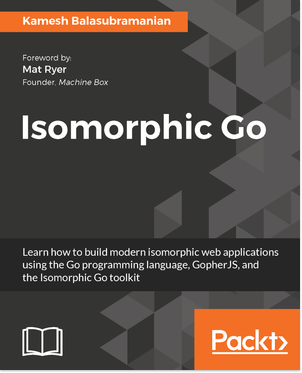 Kamesh Balasubramanian
Foreword by:
Mat Ryer
Founder, Machine Box
Isomorphic Go
Learn how to build modern isomorphic web applications
using the Go programming language, GopherJS, and
the Isomorphic Go toolkit
Packt>